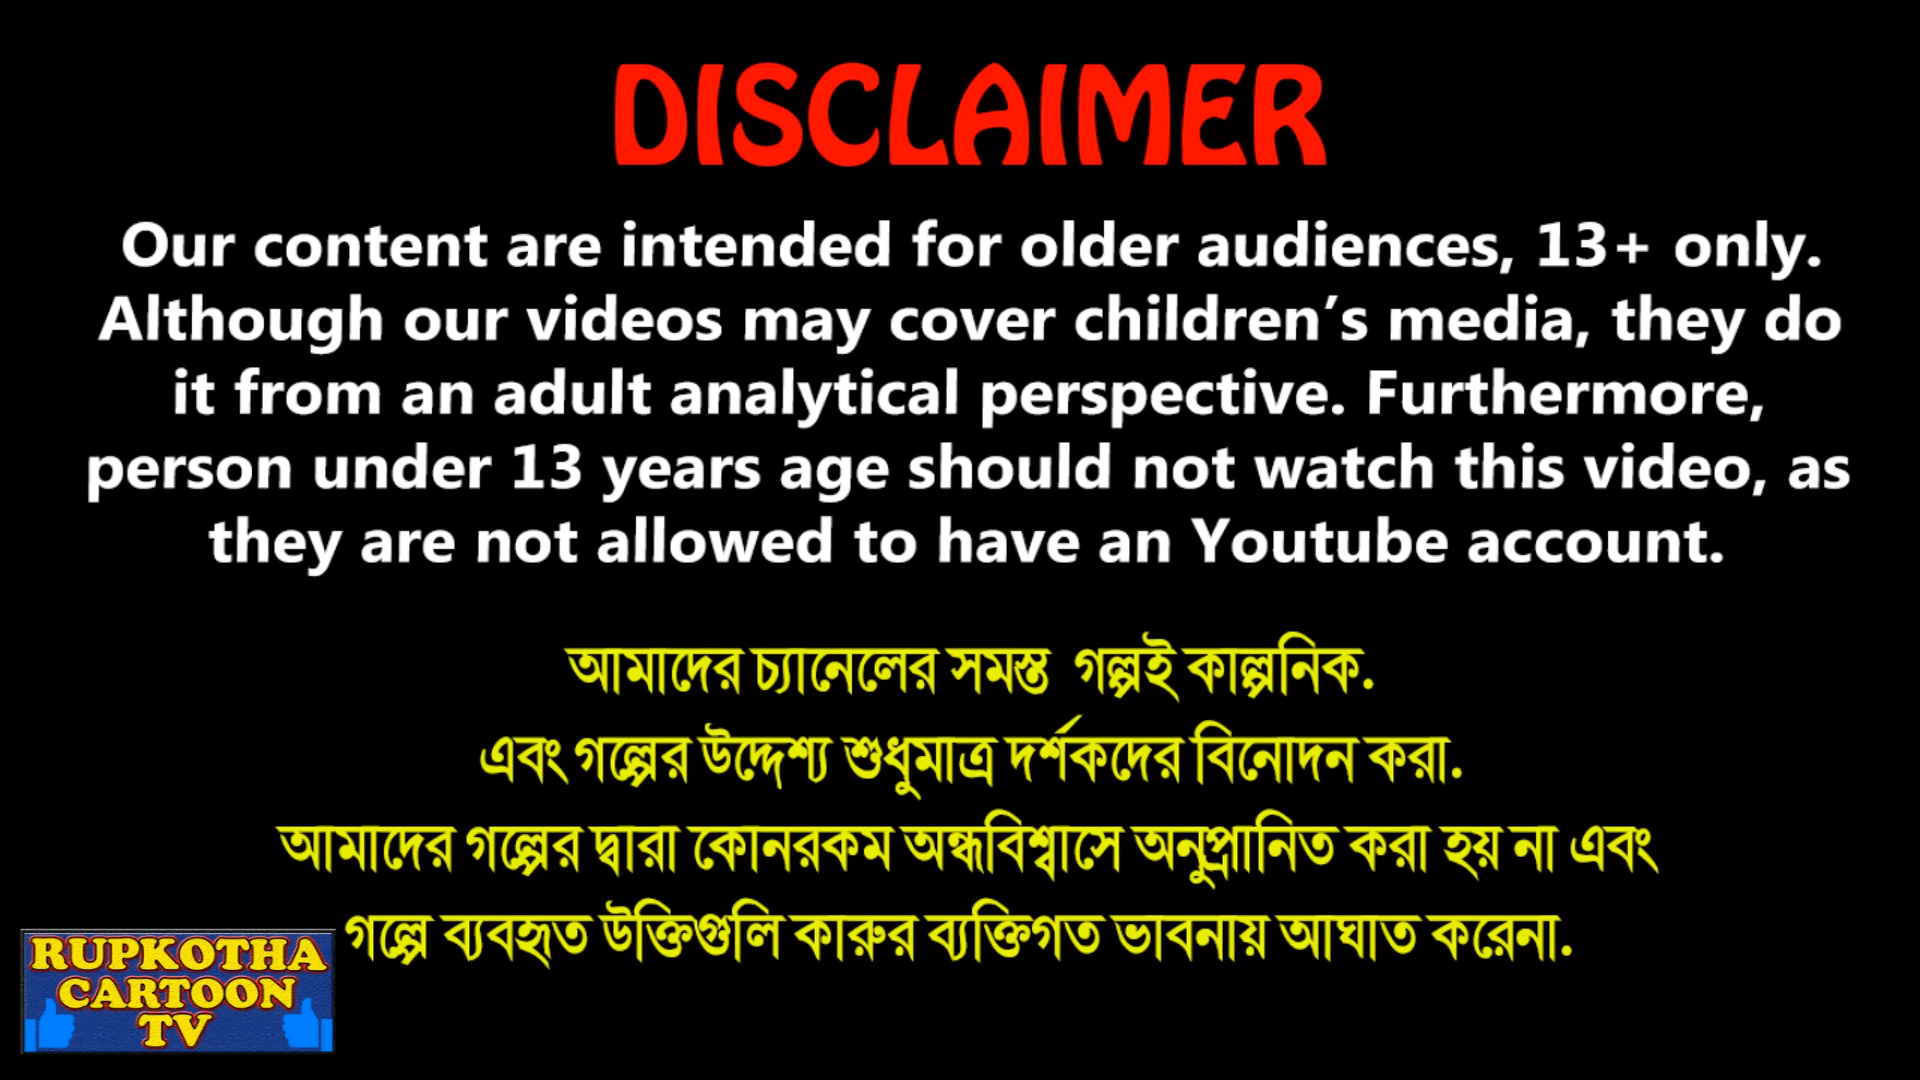 DISCLAIMER
Our content are intended for older audiences, 13+ only.
Although our videos may cover children’s media, they do
it from an adult analytical perspective. Furthermore,
person under 13 years age should not watch this video, as
they are not allowed to have an Youtube account.
আমাদের চ্যানেলের সমস্ত গল্পই কাল্পনিক.
এবং গল্পের উদ্দেশ্য শুধুমাত্র দর্শকদের বিনোদন করা.
আমাদের গল্পের দ্বারা কোনরকম অন্ধবিশ্বাসে অনুপ্রানিত করা হয় না এবং
গল্পে ব্যবহৃত উক্তিগুলি কারুর ব্যক্তিগত ভাবনায় আঘাত করেনা.
RUPKOTHA
CARTOON
TV